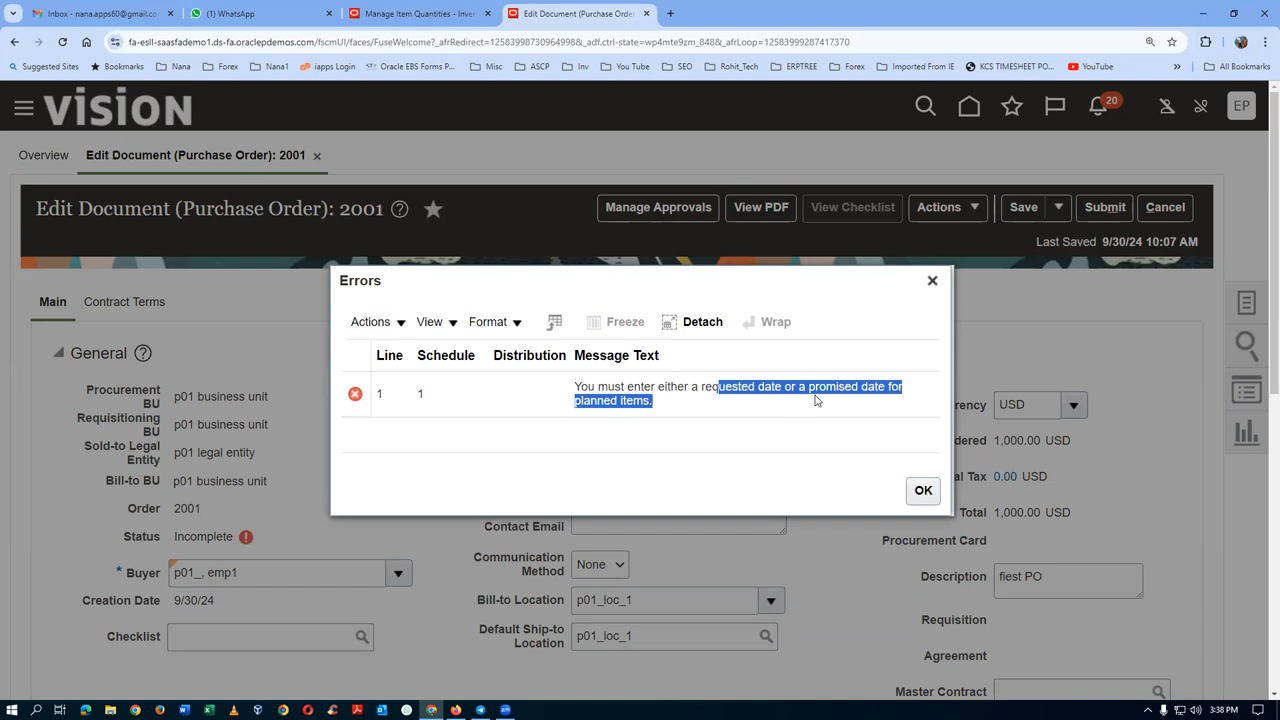 Inbox - nana.apps60@gmail.co
(1) WhatsApp
Manage Item Quantities - Inven
Edit Document (Purchase Order
fa-esll-saasfademo1.ds-fa.oraclepdemos.com/fscmUI/faces/FuseWelcome?_afrRedirect=12583998730964998&_adf.ctrl-state=wp4mte9zm_848&_afrLoop=12583999287417370
Suggested Sites
Bookmarks
Nana
Forex
Nana1
iapps Login
Oracle EBS Forms P...
Misc
ASCP
Inv
You Tube
SEO
Rohit_Tech
ERPTREE
Forex
Imported From IE
KCS TIMESHEET PO...
YouTube
All Bookmarks
VISION
20
EP
Overview
Edit Document (Purchase Order): 2001
Edit Document (Purchase Order): 2001
Manage Approvals
View PDF
View Checklist
Actions
Save
Submit
Cancel
Last Saved 9/30/24 10:07 AM
Main
Contract Terms
General
Procurement BU
p01 business unit
Requisitioning BU
p01 business unit
Sold-to Legal Entity
p01 legal entity
Bill-to BU
p01 business unit
Order
2001
Status
Incomplete
* Buyer
p01_, emp1
Creation Date
9/30/24
Checklist
Errors
Actions
View
Format
Freeze
Detach
Wrap
Line
Schedule
Distribution
Message Text
1
1
You must enter either a requested date or a promised date for
planned items.
OK
Contact Email
Communication Method
None
Bill-to Location
p01_loc_1
Default Ship-to Location
p01_loc_1
rency
USD
dered
1,000.00 USD
al Tax
0.00 USD
Total
1,000.00 USD
Procurement Card
Description
fiest PO
Requisition
Agreement
Master Contract
3:38 PM